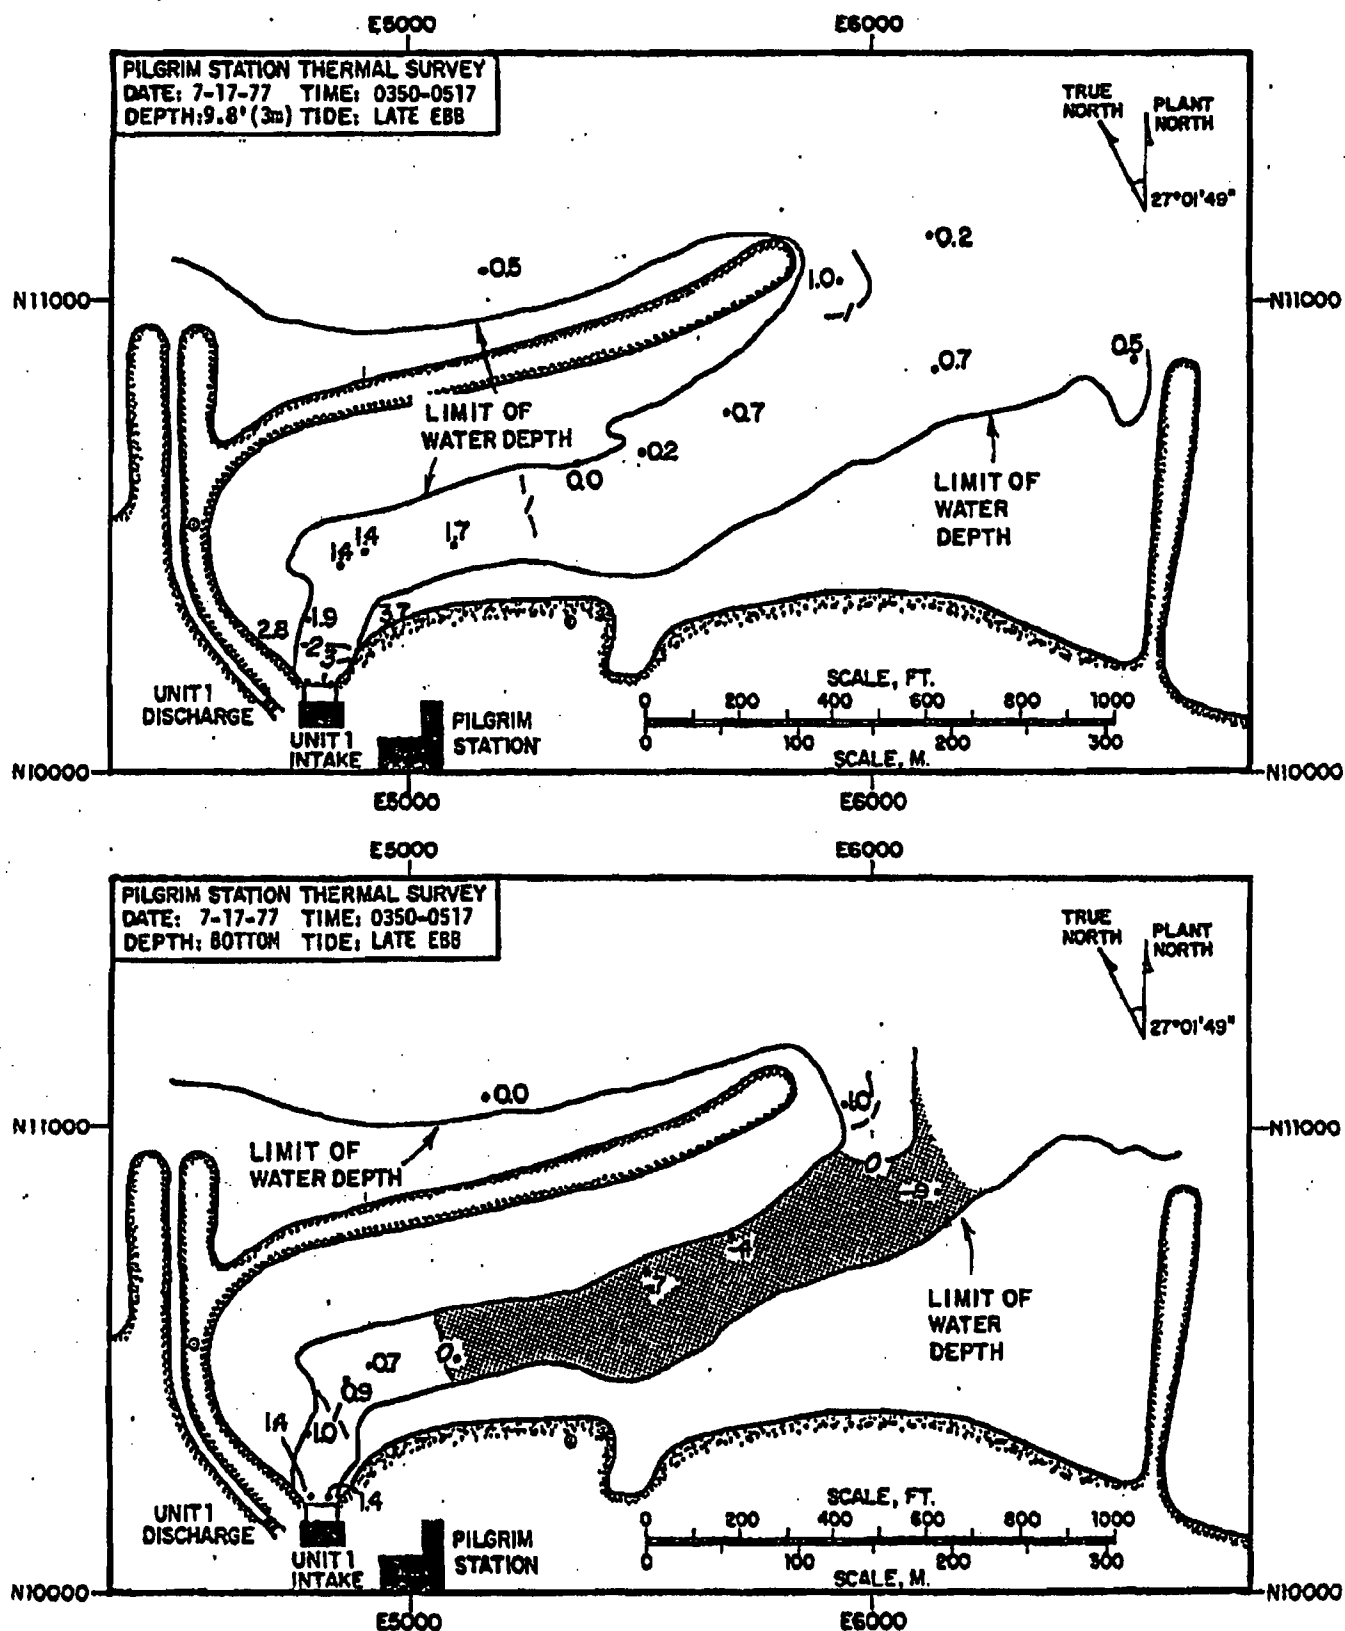 E5000 E6000
PILGRIM STATION THERMAL SURVEY
DATE: 7-17-77 TIME: 0350-0517
DEPTH: 9.8' (3m) TIDE: LATE EBB
TRUE NORTH
PLANT NORTH
27°01'49"
0.2
0.5
1.0
N11000 N11000
0.5
0.7
LIMIT OF
WATER DEPTH
0.7
0.2
0.0
LIMIT OF
WATER
DEPTH
1
1.4
1.4
1.7
1
1.9
3.7
2.8
2
3
UNIT 1
DISCHARGE
UNIT 1
INTAKE
PILGRIM
STATION
SCALE, FT.
0 200 400 600 800 1000
0 100 200 300
SCALE, M.
N10000 N10000
E5000 E6000
E5000 E6000
PILGRIM STATION THERMAL SURVEY
DATE: 7-17-77 TIME: 0350-0517
DEPTH: BOTTOM TIDE: LATE EBB
TRUE NORTH
PLANT NORTH
27°01'49"
0.0
1.0
N11000 N11000
LIMIT OF
WATER DEPTH
0
-.4
-.7
LIMIT OF
WATER
DEPTH
0.7
0
0.9
1.4
1.0
1.4
UNIT 1
DISCHARGE
UNIT 1
INTAKE
PILGRIM
STATION
SCALE, FT.
0 200 400 600 800 1000
0 100 200 300
SCALE, M.
N10000 N10000
E5000 E6000